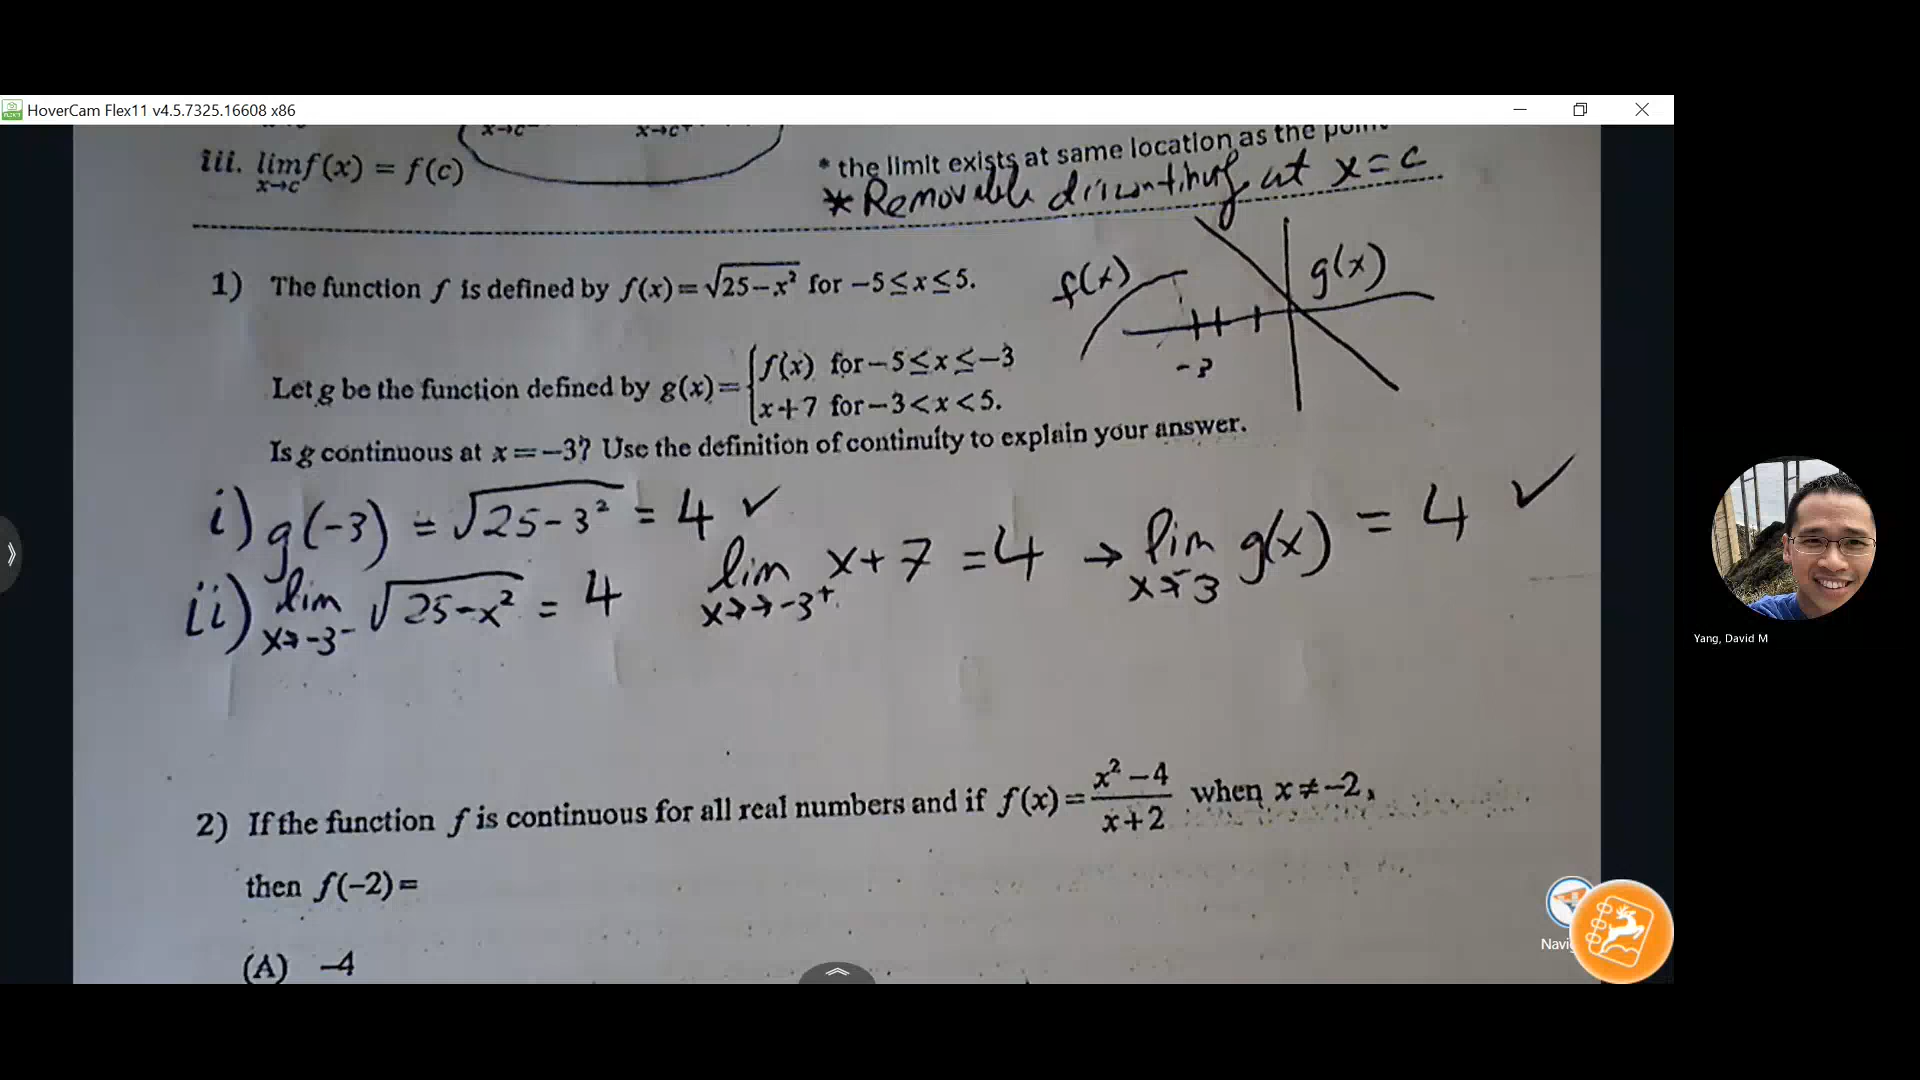 HoverCam Flex11 v4.5.7325.16608 x86
x→c⁻ x→c⁺
iii. lim f(x) = f(c)
x→c
* the limit exists at same location as the point
* Removable discontinuity at x = c
1) The function f is defined by f(x) = √25 − x² for −5 ≤ x ≤ 5.
f(x) g(x)
-3
Let g be the function defined by g(x) = { f(x) for −5 ≤ x ≤ −3
x + 7 for −3 < x < 5.
Is g continuous at x = −3? Use the definition of continuity to explain your answer.
i) g(-3) = √25 - 3² = 4 ✓
ii) lim √25 - x² = 4 lim x + 7 = 4 → lim g(x) = 4 ✓
x→-3⁻ x→→-3⁺ x→-3
2) If the function f is continuous for all real numbers and if f(x) = x² − 4 / x + 2 when x ≠ −2,
then f(−2) =
(A) −4
Navi
Yang, David M